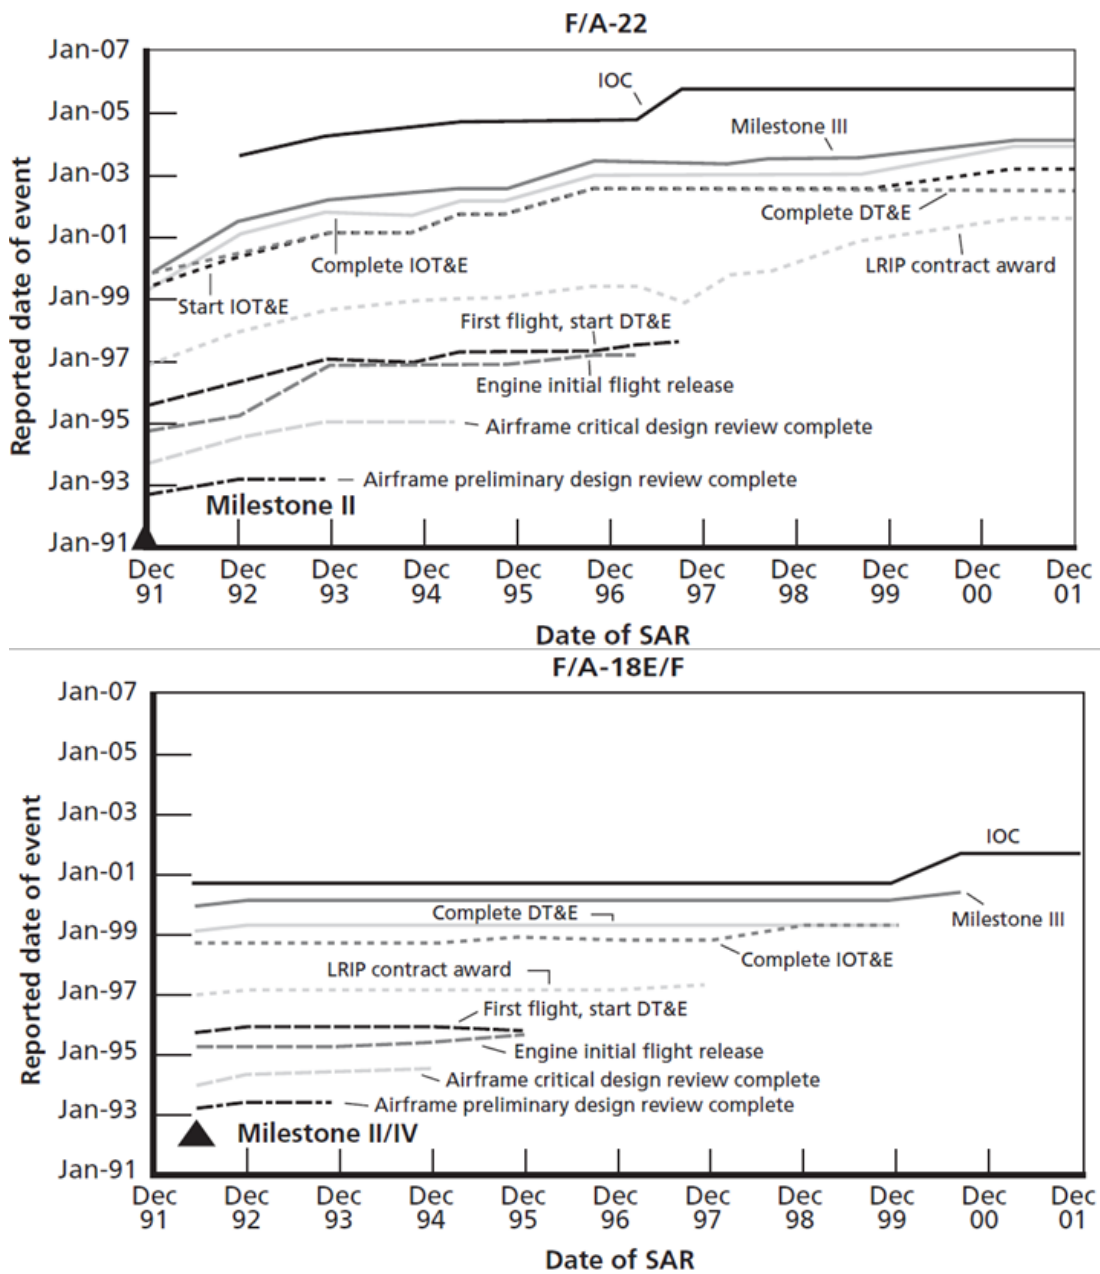 F/A-22
Jan-07
Jan-05
Jan-03
Jan-01
Jan-99
Jan-97
Jan-95
Jan-93
Jan-91
Reported date of event
IOC
Milestone III
Complete DT&E
Complete IOT&E
LRIP contract award
Start IOT&E
First flight, start DT&E
Engine initial flight release
Airframe critical design review complete
Airframe preliminary design review complete
Milestone II
Dec 91
Dec 92
Dec 93
Dec 94
Dec 95
Dec 96
Dec 97
Dec 98
Dec 99
Dec 00
Dec 01
Date of SAR
F/A-18E/F
Jan-07
Jan-05
Jan-03
Jan-01
Jan-99
Jan-97
Jan-95
Jan-93
Jan-91
Reported date of event
IOC
Complete DT&E
Milestone III
Complete IOT&E
LRIP contract award
First flight, start DT&E
Engine initial flight release
Airframe critical design review complete
Airframe preliminary design review complete
Milestone II/IV
Dec 91
Dec 92
Dec 93
Dec 94
Dec 95
Dec 96
Dec 97
Dec 98
Dec 99
Dec 00
Dec 01
Date of SAR